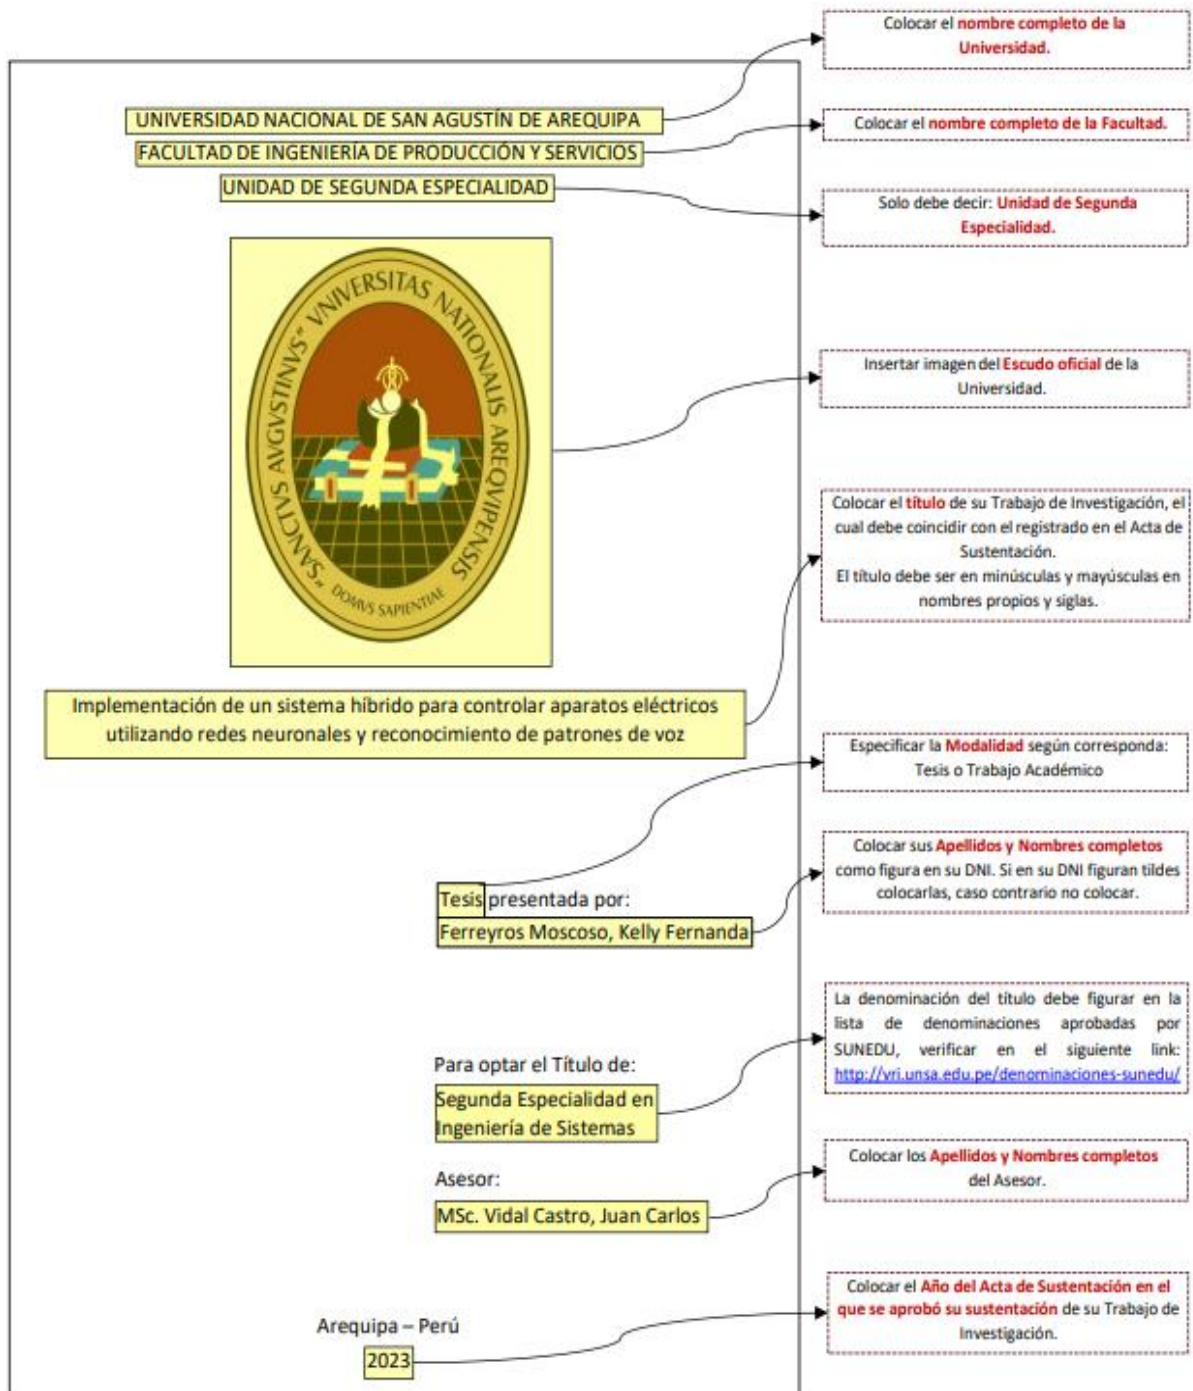 Colocar el nombre completo de la
Universidad.
UNIVERSIDAD NACIONAL DE SAN AGUSTÍN DE AREQUIPA
Colocar el nombre completo de la Facultad.
FACULTAD DE INGENIERÍA DE PRODUCCIÓN Y SERVICIOS
UNIDAD DE SEGUNDA ESPECIALIDAD
Solo debe decir: Unidad de Segunda
Especialidad.
"SANCTVS AVGVSTINVS" VNIVERSITAS NATIONALIS AREQVIPENSIS
DOMVS SAPIENTIAE
Insertar imagen del Escudo oficial de la
Universidad.
Colocar el título de su Trabajo de Investigación, el
cual debe coincidir con el registrado en el Acta de
Sustentación.
El título debe ser en minúsculas y mayúsculas en
nombres propios y siglas.
Implementación de un sistema híbrido para controlar aparatos eléctricos
utilizando redes neuronales y reconocimiento de patrones de voz
Especificar la Modalidad según corresponda:
Tesis o Trabajo Académico
Colocar sus Apellidos y Nombres completos
como figura en su DNI. Si en su DNI figuran tildes
colocarlas, caso contrario no colocar.
Tesis presentada por:
Ferreyros Moscoso, Kelly Fernanda
La denominación del título debe figurar en la
lista de denominaciones aprobadas por
SUNEDU, verificar en el siguiente link:
http://vri.unsa.edu.pe/denominaciones-sunedu/
Para optar el Título de:
Segunda Especialidad en
Ingeniería de Sistemas
Colocar los Apellidos y Nombres completos
del Asesor.
Asesor:
MSc. Vidal Castro, Juan Carlos
Colocar el Año del Acta de Sustentación en el
que se aprobó su sustentación de su Trabajo de
Investigación.
Arequipa – Perú
2023